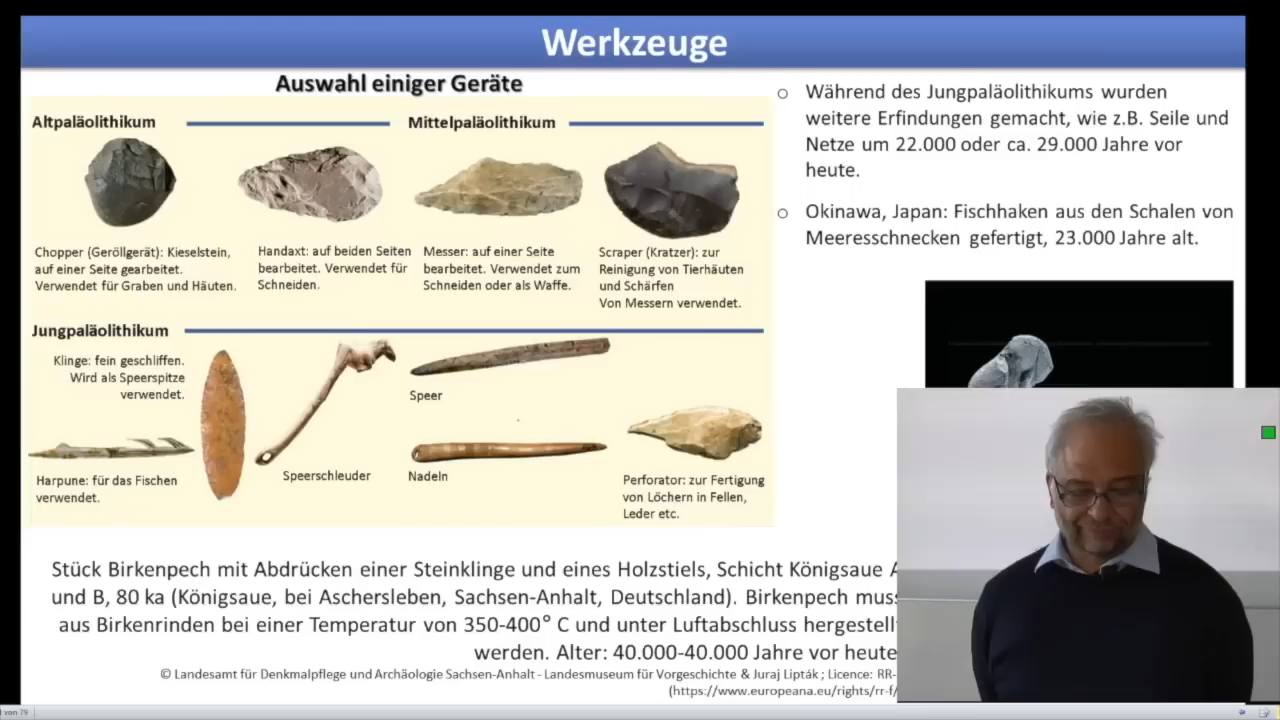 Werkzeuge
Auswahl einiger Geräte
Altpaläolithikum
Mittelpaläolithikum
Chopper (Geröllgerät): Kieselstein,
auf einer Seite gearbeitet.
Verwendet für Graben und Häuten.
Handaxt: auf beiden Seiten
bearbeitet. Verwendet für
Schneiden.
Messer: auf einer Seite
bearbeitet. Verwendet zum
Schneiden oder als Waffe.
Scraper (Kratzer): zur
Reinigung von Tierhäuten
und Schärfen
Von Messern verwendet.
Jungpaläolithikum
Klinge: fein geschliffen.
Wird als Speerspitze
verwendet.
Harpune: für das Fischen
verwendet.
Speerschleuder
Speer
Nadeln
Perforator: zur Fertigung
von Löchern in Fellen,
Leder etc.
Während des Jungpaläolithikums wurden
weitere Erfindungen gemacht, wie z.B. Seile und
Netze um 22.000 oder ca. 29.000 Jahre vor
heute.
Okinawa, Japan: Fischhaken aus den Schalen von
Meeresschnecken gefertigt, 23.000 Jahre alt.
Stück Birkenpech mit Abdrücken einer Steinklinge und eines Holzstiels, Schicht Königsaue A
und B, 80 ka (Königsaue, bei Aschersleben, Sachsen-Anhalt, Deutschland). Birkenpech muss
aus Birkenrinden bei einer Temperatur von 350-400° C und unter Luftabschluss hergestellt
werden. Alter: 40.000-40.000 Jahre vor heute
© Landesamt für Denkmalpflege und Archäologie Sachsen-Anhalt - Landesmuseum für Vorgeschichte & Juraj Lipták ; Licence: RR-
(https://www.europeana.eu/rights/rr-f/
von 79